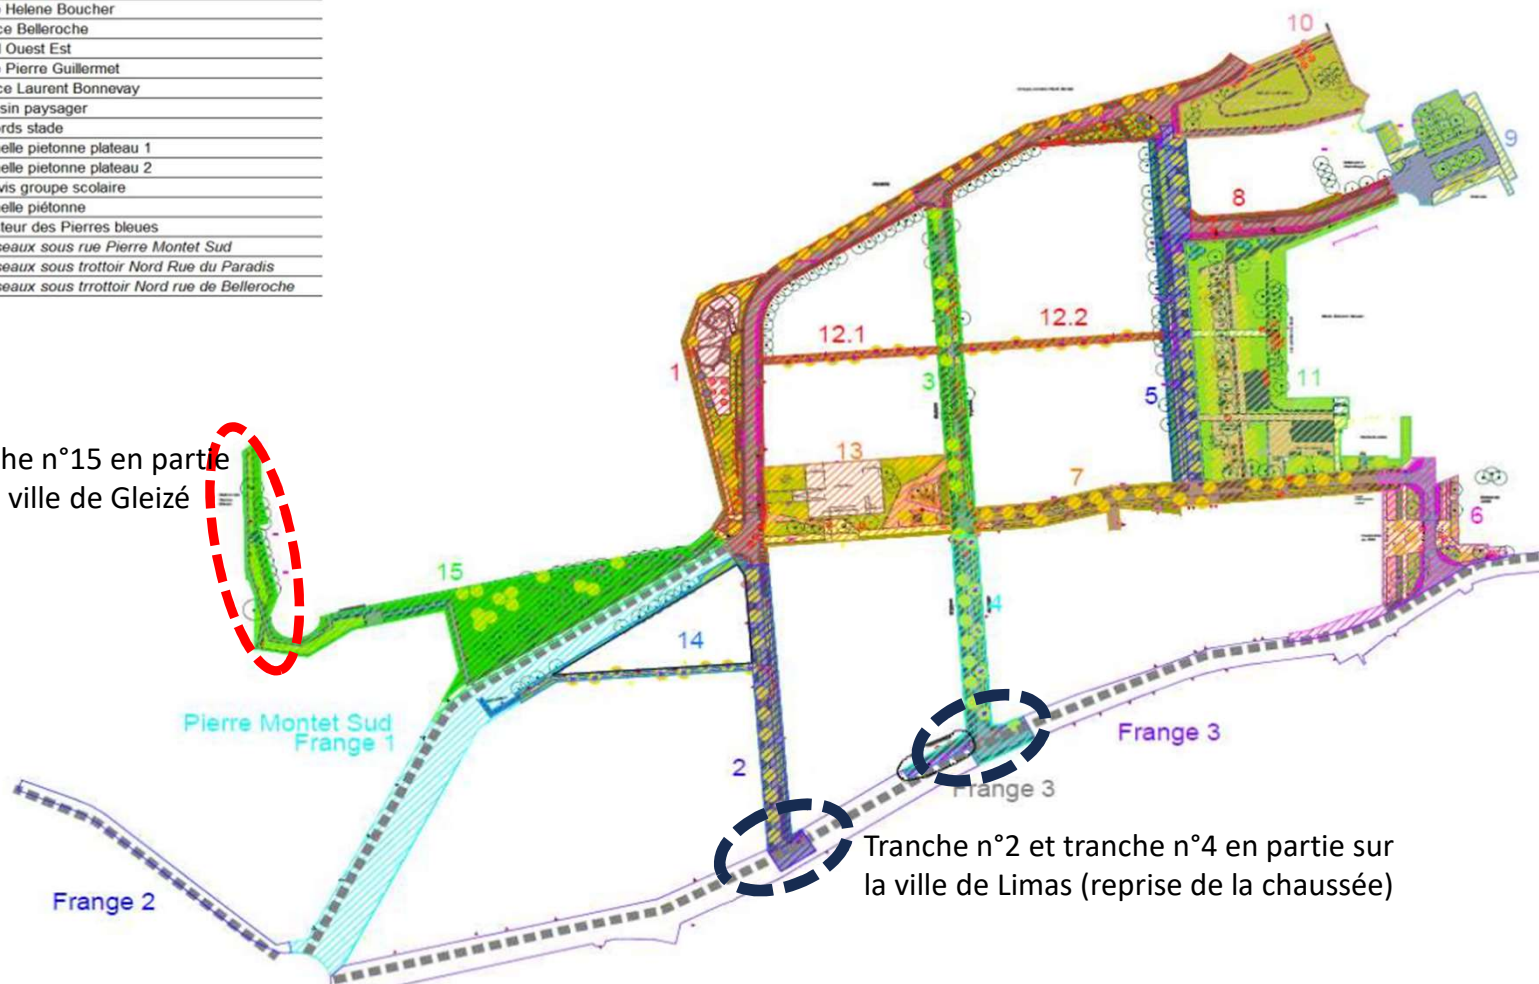 Helene Boucher
ce Belleroche
l Ouest Est
Pierre Guillermet
ce Laurent Bonnevay
sin paysager
rds stade
elle pietonne plateau 1
elle pietonne plateau 2
vis groupe scolaire
elle piétonne
teur des Pierres bleues
seaux sous rue Pierre Montet Sud
seaux sous trottoir Nord Rue du Paradis
seaux sous trrottoir Nord rue de Belleroche
10
9
8
12.1
12.2
1
3
5
11
13
7
6
he n°15 en partie
ville de Gleizé
15
4
14
Pierre Montet Sud
Frange 1
2
Frange 3
Frange 3
Tranche n°2 et tranche n°4 en partie sur
la ville de Limas (reprise de la chaussée)
Frange 2